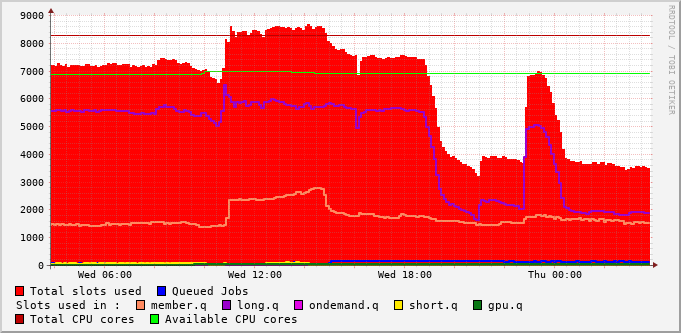 9000
8000
7000
6000
5000
4000
3000
2000
1000
0
Wed 06:00 Wed 12:00 Wed 18:00 Thu 00:00
RRDTOOL / TOBI OETIKER
Total slots used Queued Jobs
Slots used in : member.q long.q ondemand.q short.q gpu.q
Total CPU cores Available CPU cores